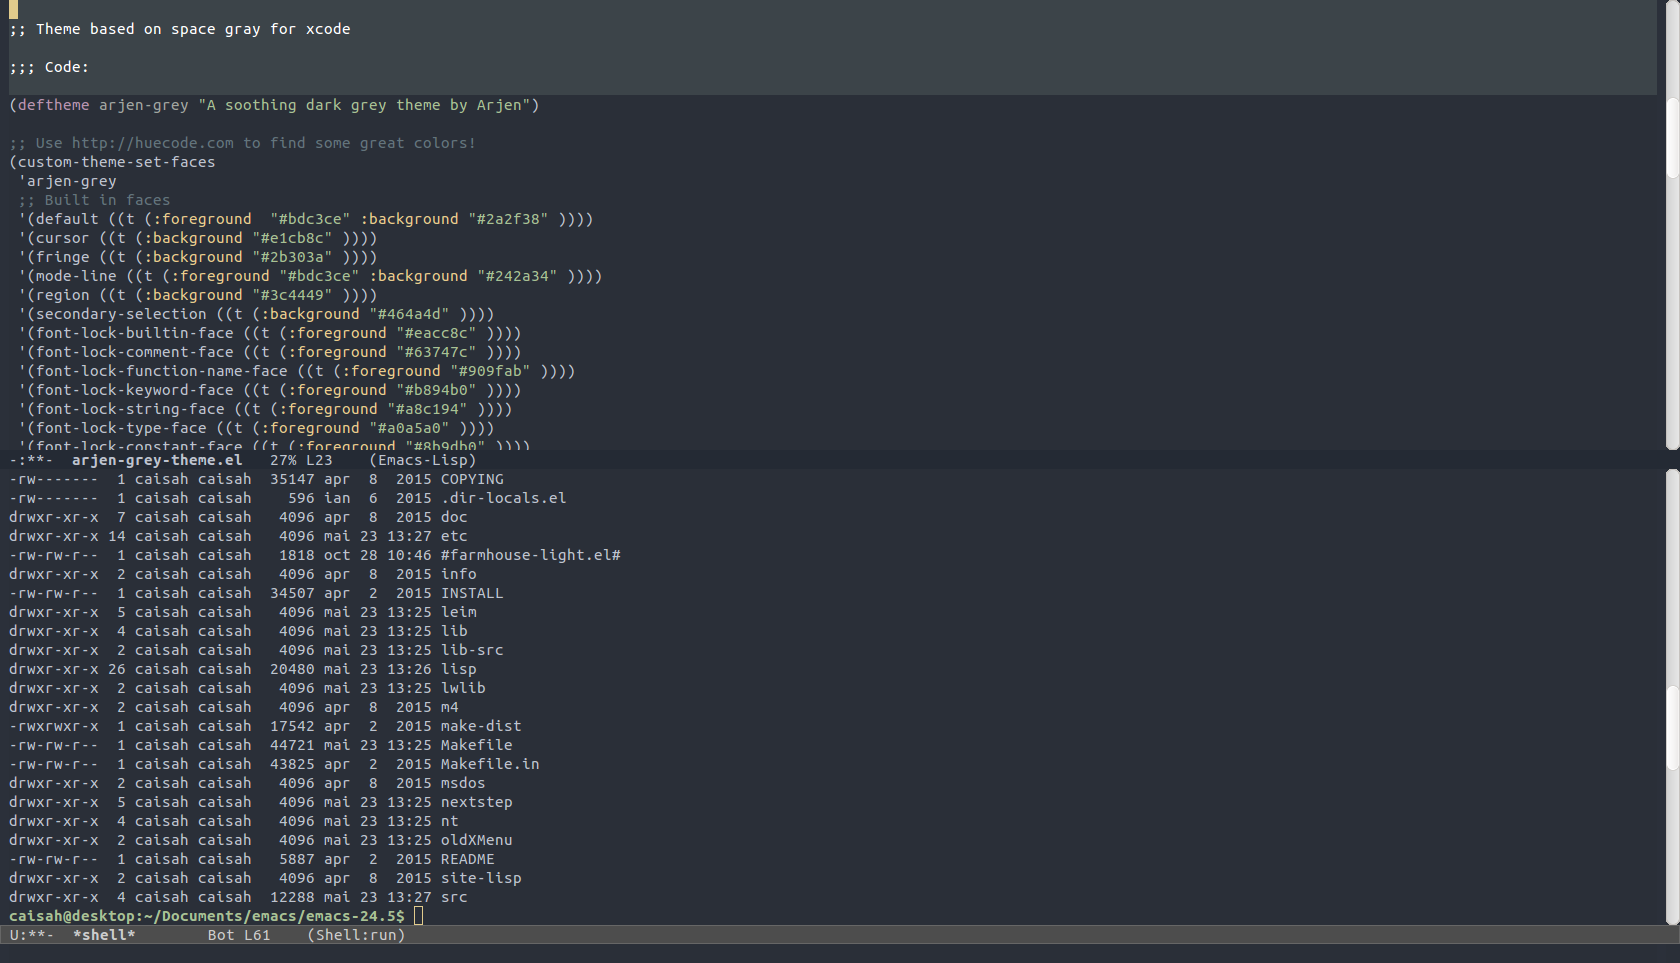 ;; Theme based on space gray for xcode
;;; Code:
(deftheme arjen-grey "A soothing dark grey theme by Arjen")
;; Use http://huecode.com to find some great colors!
(custom-theme-set-faces
 'arjen-grey
 ;; Built in faces
 '(default ((t (:foreground  "#bdc3ce" :background "#2a2f38" ))))
 '(cursor ((t (:background "#e1cb8c" ))))
 '(fringe ((t (:background "#2b303a" ))))
 '(mode-line ((t (:foreground "#bdc3ce" :background "#242a34" ))))
 '(region ((t (:background "#3c4449" ))))
 '(secondary-selection ((t (:background "#464a4d" ))))
 '(font-lock-builtin-face ((t (:foreground "#eacc8c" ))))
 '(font-lock-comment-face ((t (:foreground "#63747c" ))))
 '(font-lock-function-name-face ((t (:foreground "#909fab" ))))
 '(font-lock-keyword-face ((t (:foreground "#b894b0" ))))
 '(font-lock-string-face ((t (:foreground "#a8c194" ))))
 '(font-lock-type-face ((t (:foreground "#a0a5a0" ))))
 '(font-lock-constant-face ((t (:foreground "#8b9db0" ))))
-:**-  arjen-grey-theme.el   27% L23    (Emacs-Lisp)
-rw-------  1 caisah caisah  35147 apr  8  2015 COPYING
-rw-------  1 caisah caisah    596 ian  6  2015 .dir-locals.el
drwxr-xr-x  7 caisah caisah   4096 apr  8  2015 doc
drwxr-xr-x 14 caisah caisah   4096 mai 23 13:27 etc
-rw-rw-r--  1 caisah caisah   1818 oct 28 10:46 #farmhouse-light.el#
drwxr-xr-x  2 caisah caisah   4096 apr  8  2015 info
-rw-rw-r--  1 caisah caisah  34507 apr  2  2015 INSTALL
drwxr-xr-x  5 caisah caisah   4096 mai 23 13:25 leim
drwxr-xr-x  4 caisah caisah   4096 mai 23 13:25 lib
drwxr-xr-x  2 caisah caisah   4096 mai 23 13:25 lib-src
drwxr-xr-x 26 caisah caisah  20480 mai 23 13:26 lisp
drwxr-xr-x  2 caisah caisah   4096 mai 23 13:25 lwlib
drwxr-xr-x  2 caisah caisah   4096 apr  8  2015 m4
-rwxrwxr-x  1 caisah caisah  17542 apr  2  2015 make-dist
-rw-rw-r--  1 caisah caisah  44721 mai 23 13:25 Makefile
-rw-rw-r--  1 caisah caisah  43825 apr  2  2015 Makefile.in
drwxr-xr-x  2 caisah caisah   4096 apr  8  2015 msdos
drwxr-xr-x  5 caisah caisah   4096 mai 23 13:25 nextstep
drwxr-xr-x  4 caisah caisah   4096 mai 23 13:25 nt
drwxr-xr-x  2 caisah caisah   4096 mai 23 13:25 oldXMenu
-rw-rw-r--  1 caisah caisah   5887 apr  2  2015 README
drwxr-xr-x  2 caisah caisah   4096 apr  8  2015 site-lisp
drwxr-xr-x  4 caisah caisah  12288 mai 23 13:27 src
caisah@desktop:~/Documents/emacs/emacs-24.5$
U:**-  *shell*        Bot L61    (Shell:run)